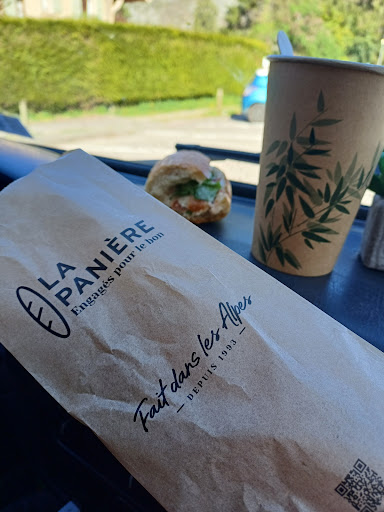 LA
PANIÈRE
Engagés pour le bon
Fait dans les Alpes
— DEPUIS 1993 —